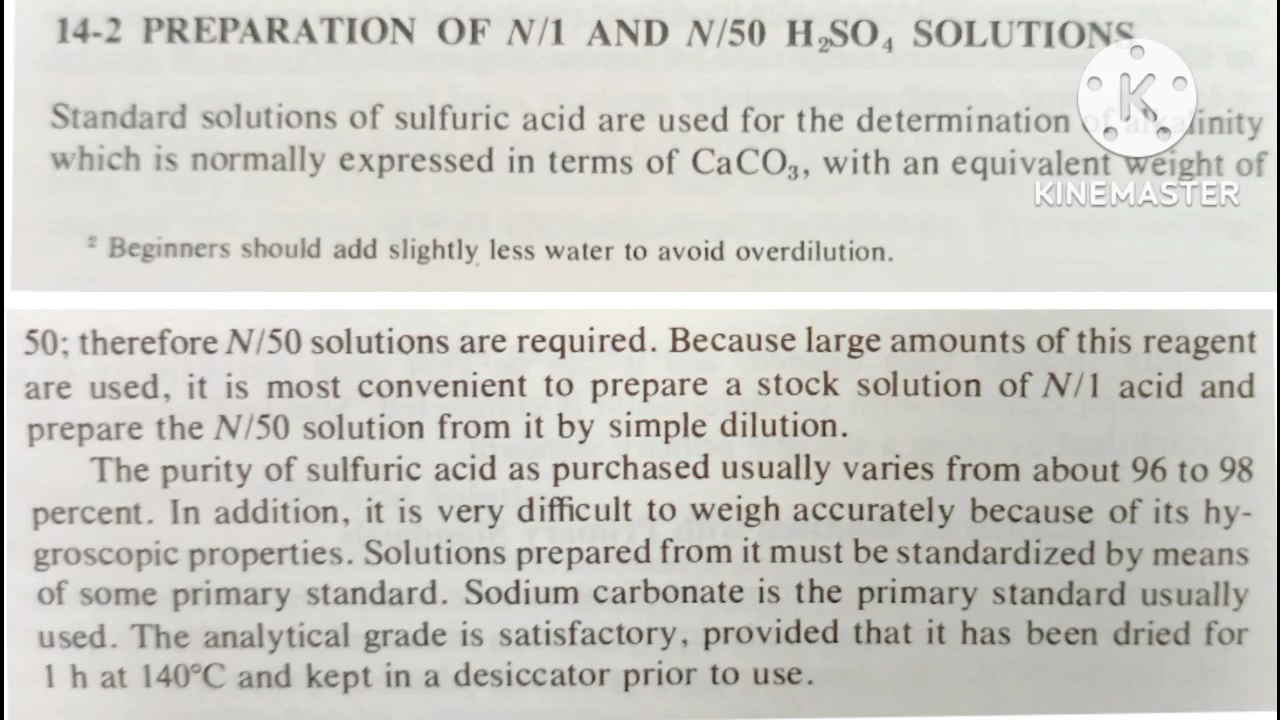 14-2 PREPARATION OF N/1 AND N/50 H₂SO₄ SOLUTIONS
Standard solutions of sulfuric acid are used for the determination of alkalinity
which is normally expressed in terms of CaCO₃, with an equivalent weight of
K
KINEMASTER
² Beginners should add slightly less water to avoid overdilution.
50; therefore N/50 solutions are required. Because large amounts of this reagent
are used, it is most convenient to prepare a stock solution of N/1 acid and
prepare the N/50 solution from it by simple dilution.
The purity of sulfuric acid as purchased usually varies from about 96 to 98
percent. In addition, it is very difficult to weigh accurately because of its hy-
groscopic properties. Solutions prepared from it must be standardized by means
of some primary standard. Sodium carbonate is the primary standard usually
used. The analytical grade is satisfactory, provided that it has been dried for
1 h at 140°C and kept in a desiccator prior to use.